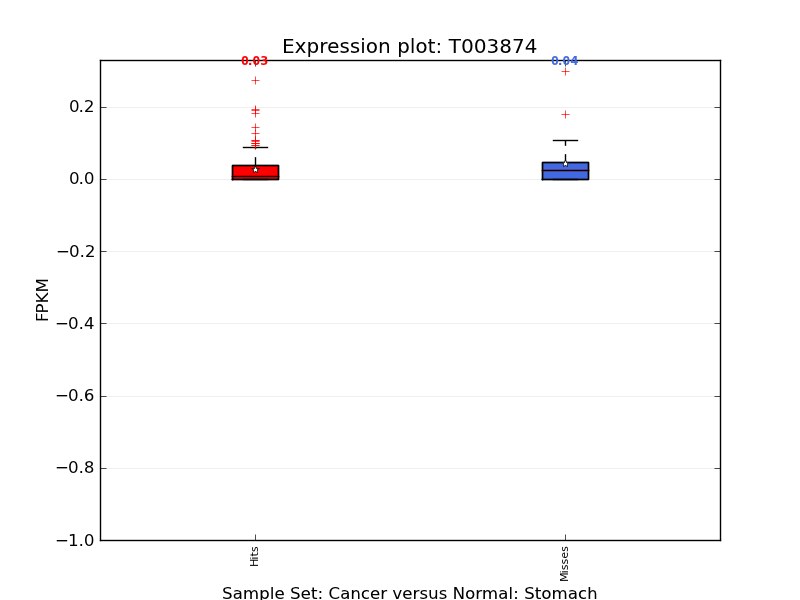 Expression plot: T003874
0.03 0.04
0.2
0.0
−0.2
−0.4
−0.6
−0.8
−1.0
FPKM
Hits Misses
Sample Set: Cancer versus Normal: Stomach